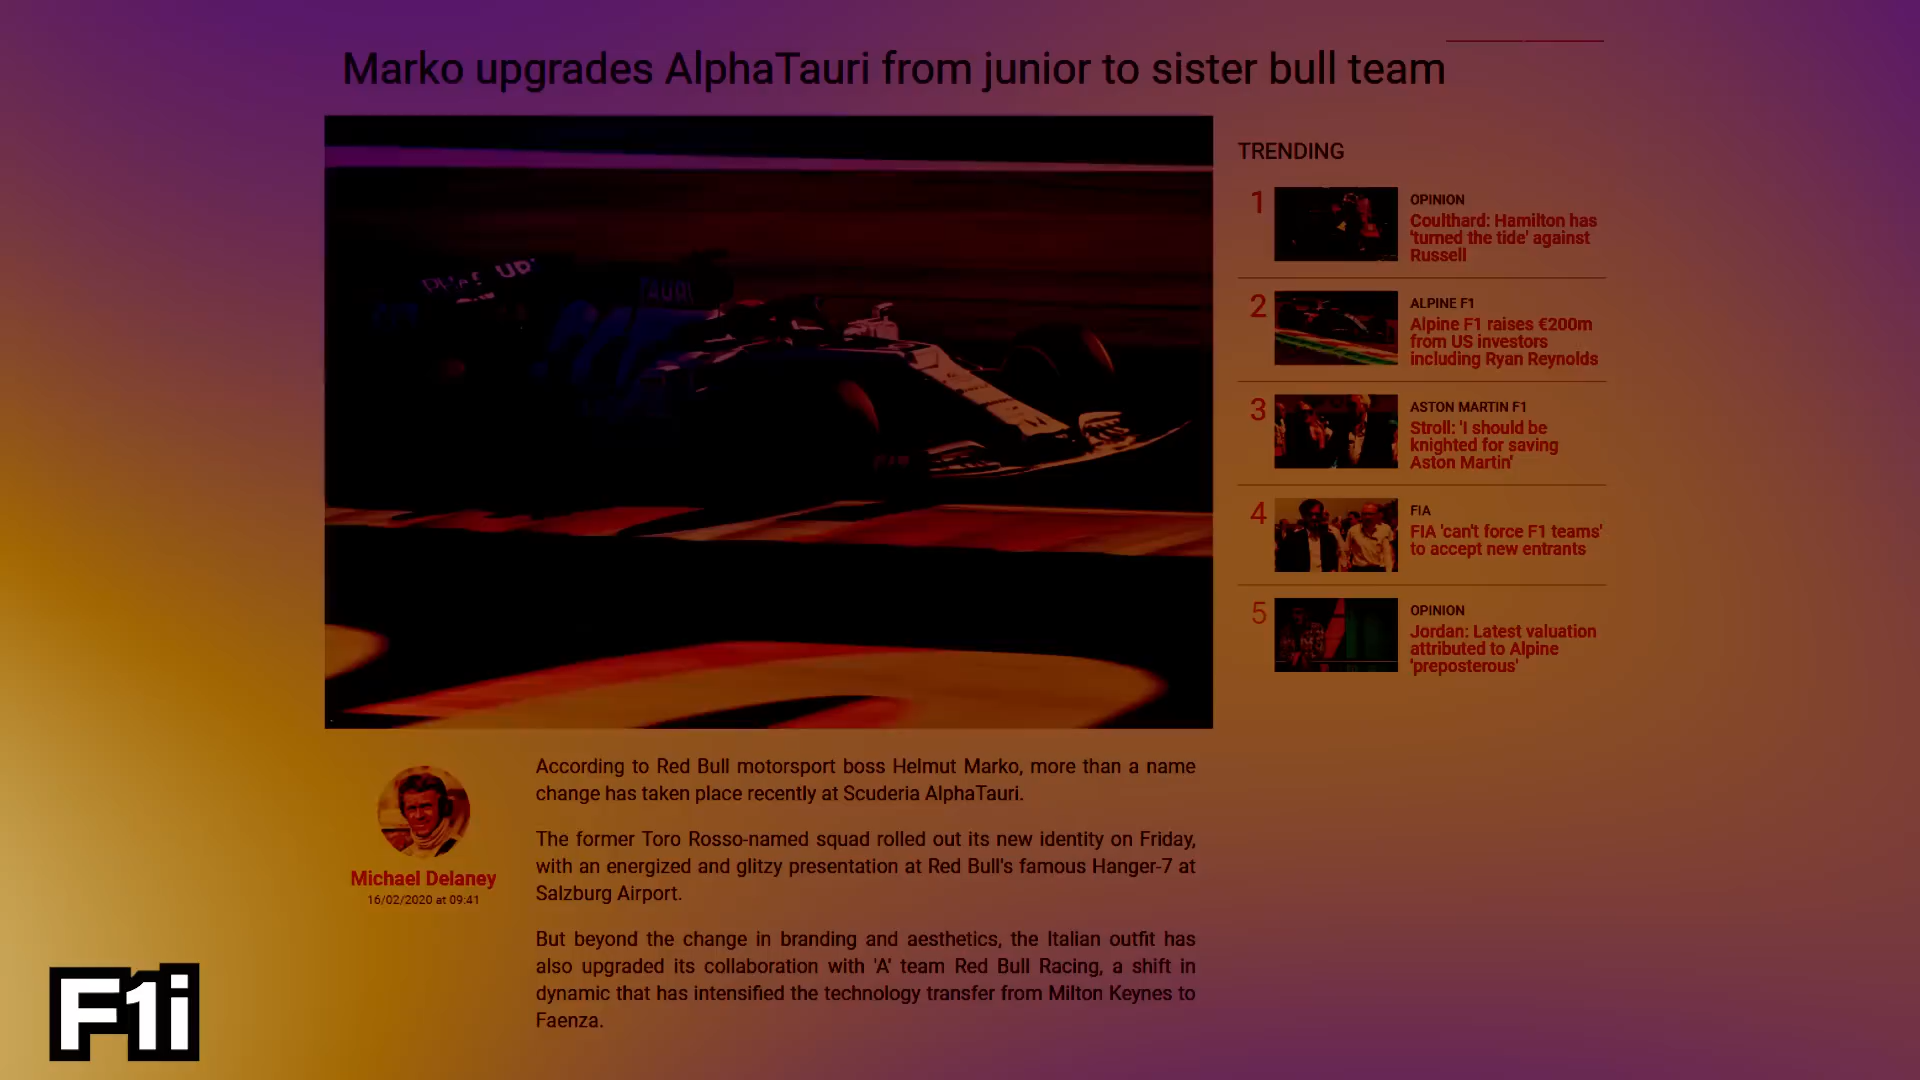 Marko upgrades AlphaTauri from junior to sister bull team
TRENDING
1
OPINION
Coulthard: Hamilton has
'turned the tide' against
Russell
2
ALPINE F1
Alpine F1 raises €200m
from US investors
including Ryan Reynolds
3
ASTON MARTIN F1
Stroll: 'I should be
knighted for saving
Aston Martin'
4
FIA
FIA 'can't force F1 teams'
to accept new entrants
5
OPINION
Jordan: Latest valuation
attributed to Alpine
'preposterous'
Michael Delaney
16/02/2020 at 09:41
According to Red Bull motorsport boss Helmut Marko, more than a name
change has taken place recently at Scuderia AlphaTauri.
The former Toro Rosso-named squad rolled out its new identity on Friday,
with an energized and glitzy presentation at Red Bull's famous Hanger-7 at
Salzburg Airport.
But beyond the change in branding and aesthetics, the Italian outfit has
also upgraded its collaboration with 'A' team Red Bull Racing, a shift in
dynamic that has intensified the technology transfer from Milton Keynes to
Faenza.
F1i